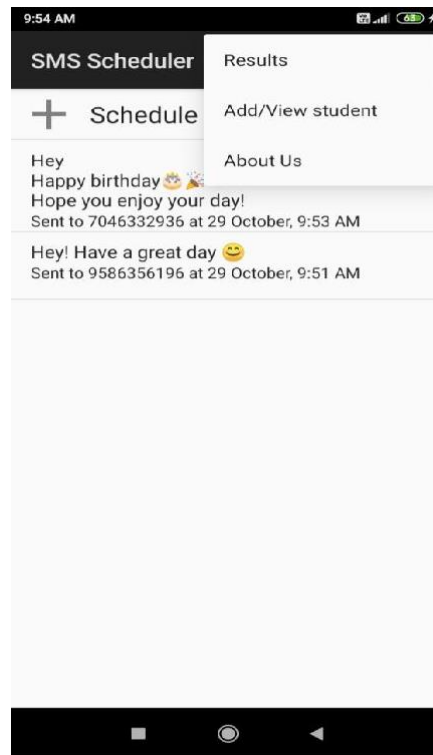 9:54 AM
65
SMS Scheduler
Results
Add/View student
About Us
Schedule
Hey
Happy birthday🎂🎉
Hope you enjoy your day!
Sent to 7046332936 at 29 October, 9:53 AM
Hey! Have a great day 😊
Sent to 9586356196 at 29 October, 9:51 AM